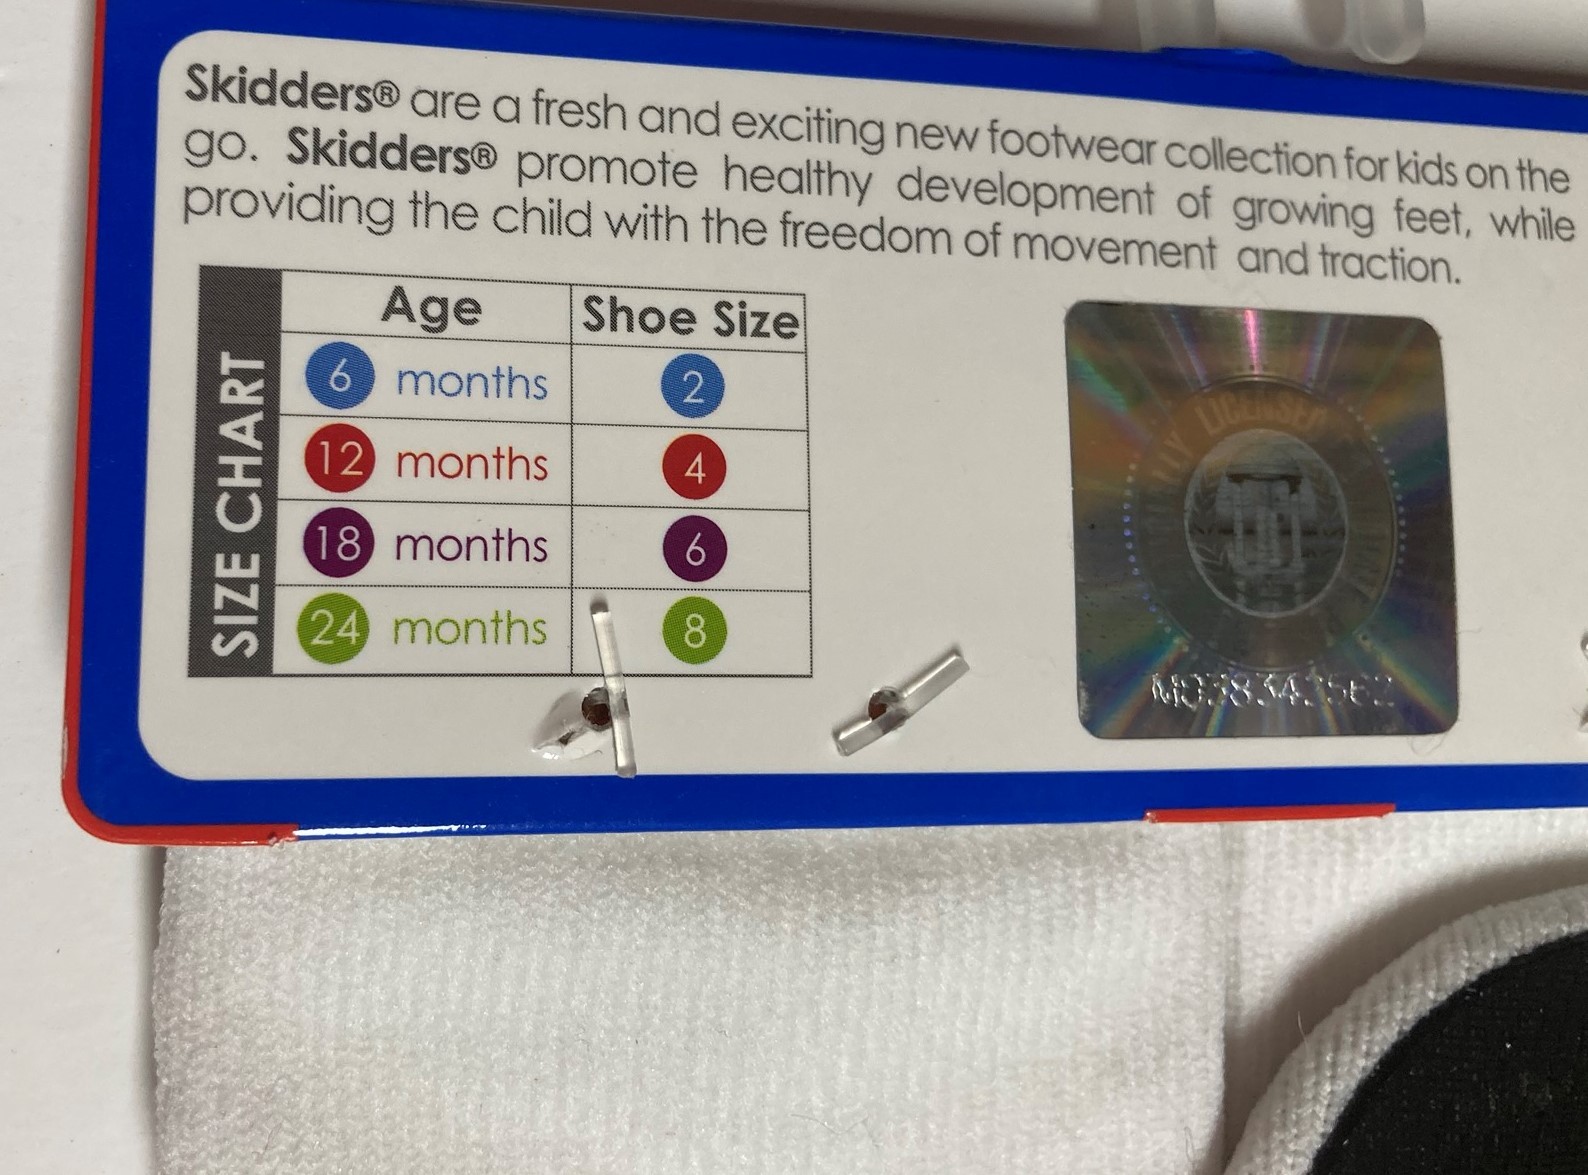 Skidders® are a fresh and exciting new footwear collection for kids on the
go. Skidders® promote healthy development of growing feet, while
providing the child with the freedom of movement and traction.
SIZE CHART
Age Shoe Size
6 months 2
12 months 4
18 months 6
24 months 8
LICENSED